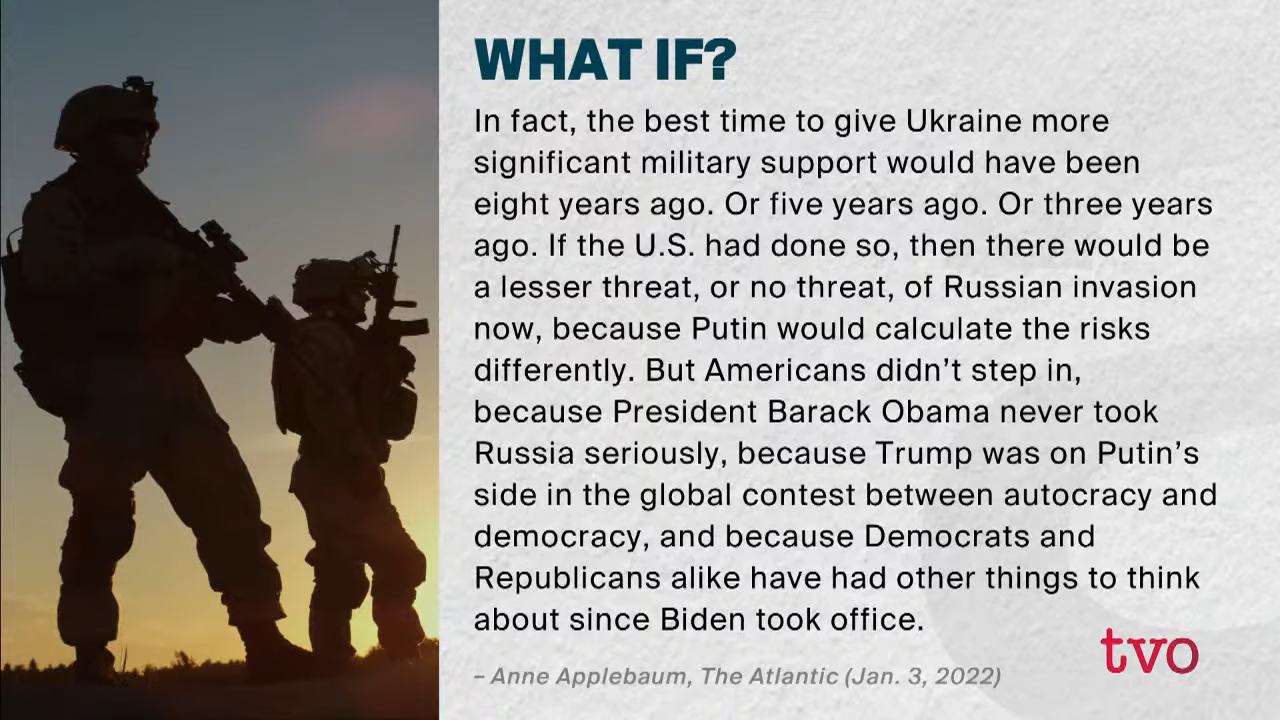 WHAT IF?
In fact, the best time to give Ukraine more
significant military support would have been
eight years ago. Or five years ago. Or three years
ago. If the U.S. had done so, then there would be
a lesser threat, or no threat, of Russian invasion
now, because Putin would calculate the risks
differently. But Americans didn’t step in,
because President Barack Obama never took
Russia seriously, because Trump was on Putin’s
side in the global contest between autocracy and
democracy, and because Democrats and
Republicans alike have had other things to think
about since Biden took office.
– Anne Applebaum, The Atlantic (Jan. 3, 2022)
tvo